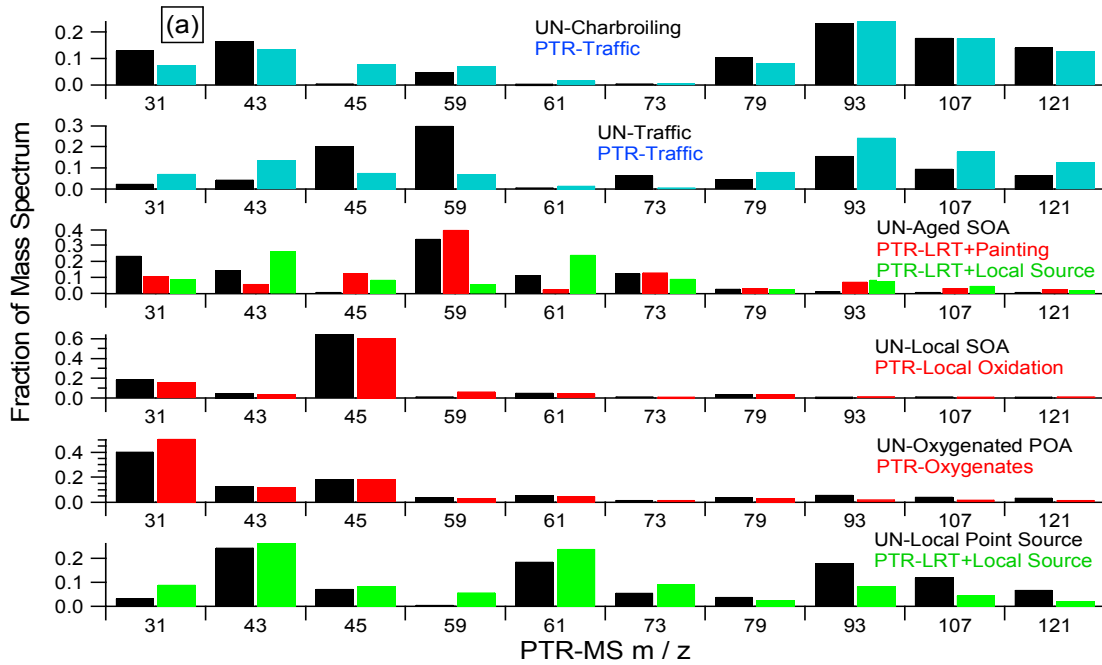 (a)
UN-Charbroiling
PTR-Traffic
0.2
0.1
0.0
31 43 45 59 61 73 79 93 107 121
UN-Traffic
PTR-Traffic
0.3
0.2
0.1
0.0
31 43 45 59 61 73 79 93 107 121
UN-Aged SOA
PTR-LRT+Painting
PTR-LRT+Local Source
0.4
0.3
0.2
0.1
0.0
31 43 45 59 61 73 79 93 107 121
UN-Local SOA
PTR-Local Oxidation
0.6
0.4
0.2
0.0
31 43 45 59 61 73 79 93 107 121
UN-Oxygenated POA
PTR-Oxygenates
0.4
0.2
0.0
31 43 45 59 61 73 79 93 107 121
UN-Local Point Source
PTR-LRT+Local Source
0.2
0.1
0.0
31 43 45 59 61 73 79 93 107 121
Fraction of Mass Spectrum
PTR-MS m / z